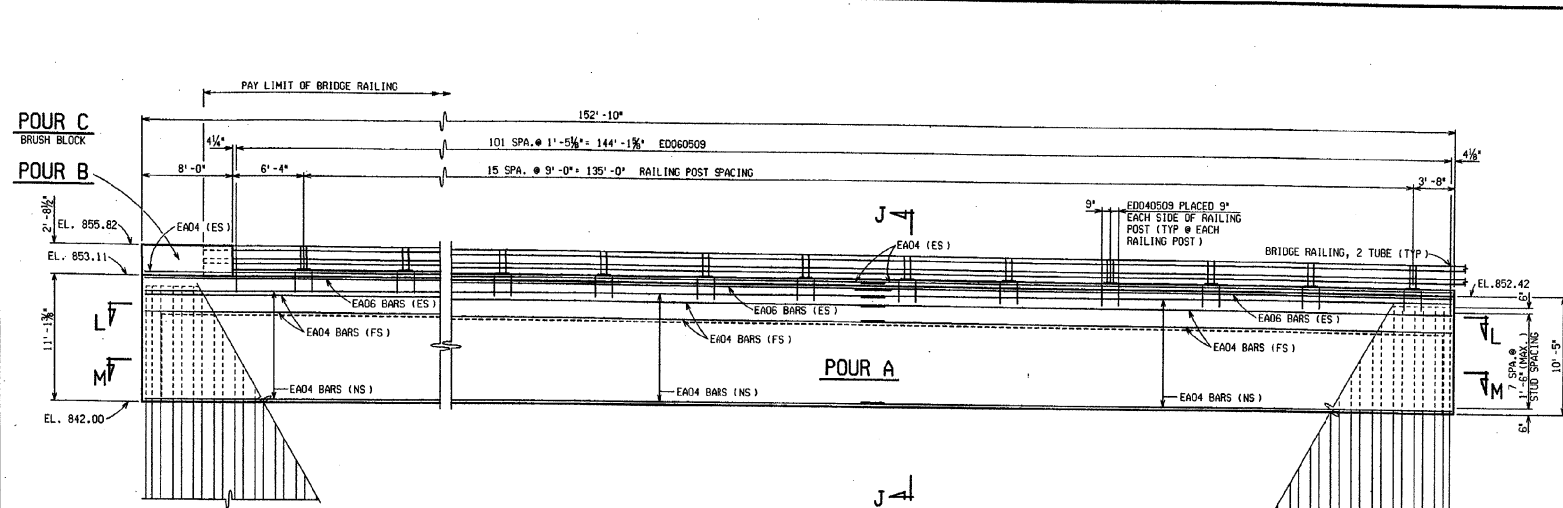 PAY LIMIT OF BRIDGE RAILING
152'-10"
POUR C
BRUSH BLOCK
4¼"
101 SPA.@ 1'-5⅛"= 144'-1⅝" ED060509
4⅛"
POUR B
8'-0"
6'-4"
15 SPA. @ 9'-0"= 135'-0" RAILING POST SPACING
3'-8"
2'-8½"
EL. 855.82
EA04 (ES)
J
9"
ED040509 PLACED 9"
EACH SIDE OF RAILING
POST (TYP @ EACH
RAILING POST)
EA04 (ES)
BRIDGE RAILING, 2 TUBE (TYP)
EL. 853.11
EL.852.42
EA06 BARS (ES)
EA06 BARS (ES)
EA06 BARS (ES)
6"
L
EA04 BARS (FS)
EA04 BARS (FS)
EA04 BARS (FS)
L
11'-1⅜"
7 SPA.@
1'-6" (MAX.)
STUD SPACING
10'-5"
M
POUR A
M
EA04 BARS (NS)
EA04 BARS (NS)
EA04 BARS (NS)
EL. 842.00
6"
J